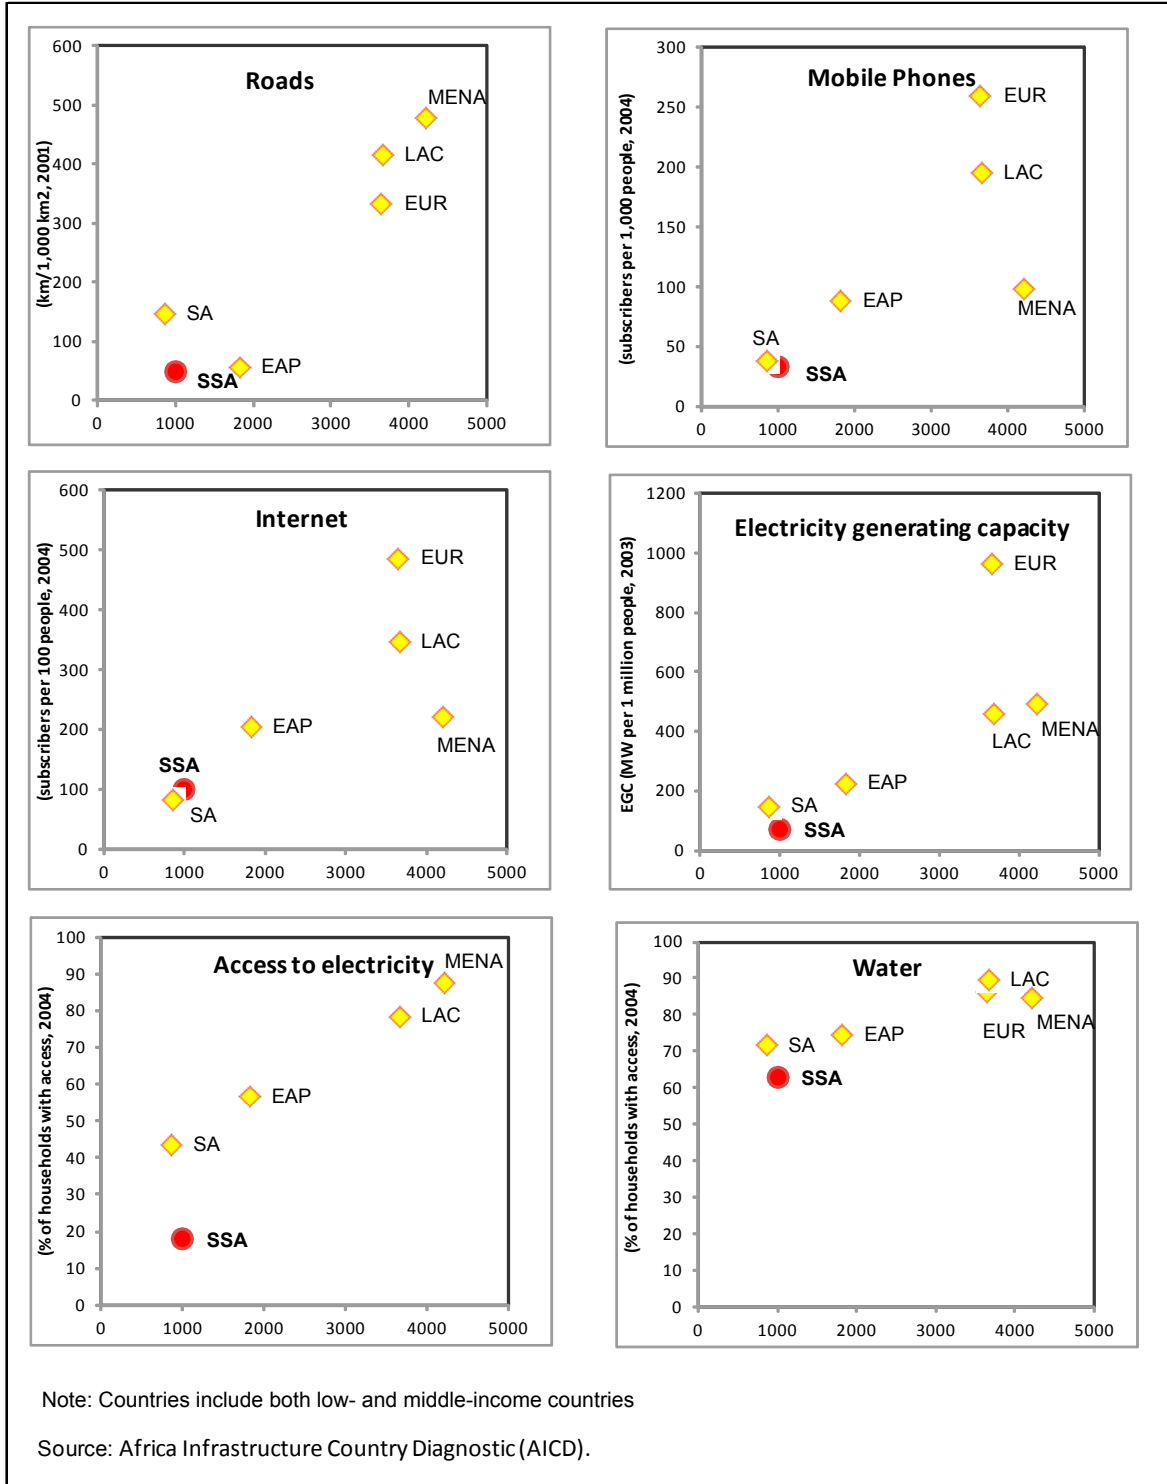 Roads
(km/1,000 km2, 2001)
600
500
400
300
200
100
0
MENA
LAC
EUR
SA
EAP
SSA
0 1000 2000 3000 4000 5000
Mobile Phones
(subscribers per 1,000 people, 2004)
300
250
200
150
100
50
0
EUR
LAC
EAP
MENA
SA
SSA
0 1000 2000 3000 4000 5000
Internet
(subscribers per 100 people, 2004)
600
500
400
300
200
100
0
EUR
LAC
EAP
MENA
SSA
SA
0 1000 2000 3000 4000 5000
Electricity generating capacity
EGC (MW per 1 million people, 2003)
1200
1000
800
600
400
200
0
EUR
MENA
LAC
EAP
SA
SSA
0 1000 2000 3000 4000 5000
Access to electricity
(% of households with access, 2004)
100
90
80
70
60
50
40
30
20
10
0
MENA
LAC
EAP
SA
SSA
0 1000 2000 3000 4000 5000
Water
(% of households with access, 2004)
100
90
80
70
60
50
40
30
20
10
0
LAC
MENA
EUR
EAP
SA
SSA
0 1000 2000 3000 4000 5000
Note: Countries include both low- and middle-income countries
Source: Africa Infrastructure Country Diagnostic (AICD).